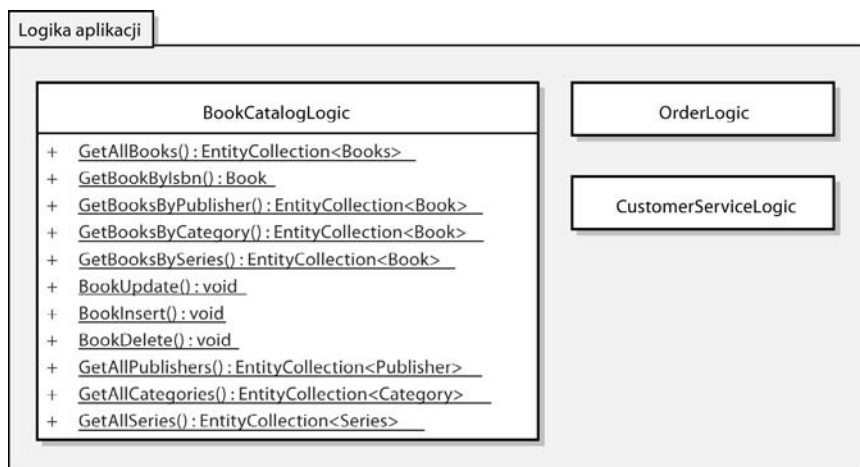 Logika aplikacji
BookCatalogLogic
+ GetAllBooks() : EntityCollection<Books>
+ GetBookByIsbn() : Book
+ GetBooksByPublisher() : EntityCollection<Book>
+ GetBooksByCategory() : EntityCollection<Book>
+ GetBooksBySeries() : EntityCollection<Book>
+ BookUpdate() : void
+ BookInsert() : void
+ BookDelete() : void
+ GetAllPublishers() : EntityCollection<Publisher>
+ GetAllCategories() : EntityCollection<Category>
+ GetAllSeries() : EntityCollection<Series>
OrderLogic
CustomerServiceLogic